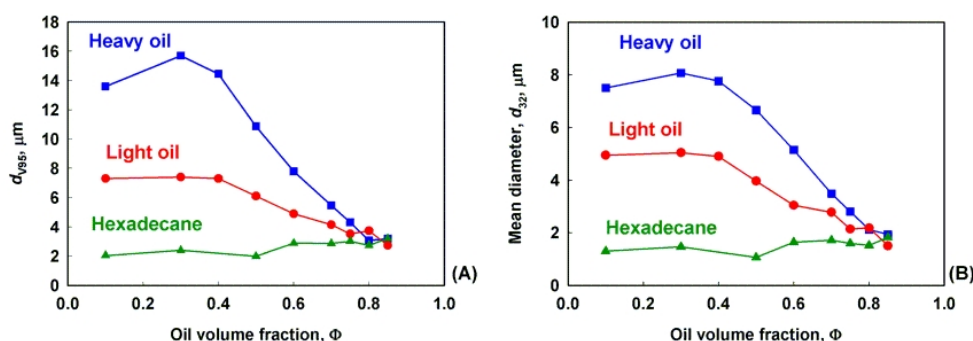 18
16
14
12
10
8
6
4
2
0
d_V95, μm
Heavy oil
Light oil
Hexadecane
(A)
0.0 0.2 0.4 0.6 0.8 1.0
Oil volume fraction, Φ
10
8
6
4
2
0
Mean diameter, d_32, μm
Heavy oil
Light oil
Hexadecane
(B)
0.0 0.2 0.4 0.6 0.8 1.0
Oil volume fraction, Φ